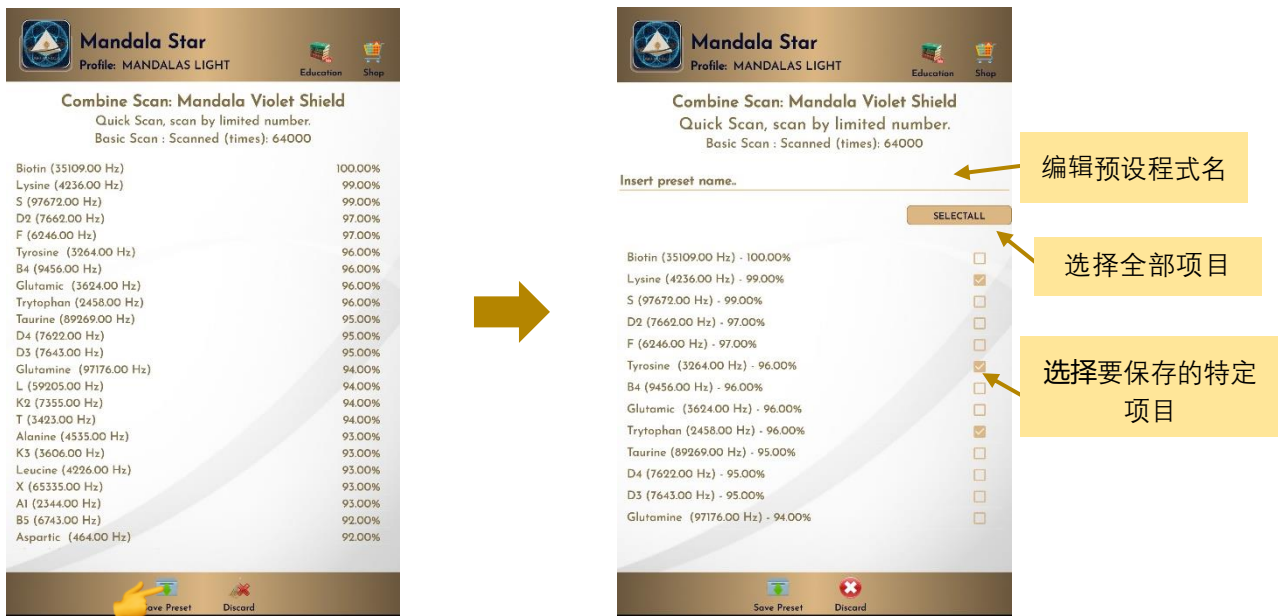 Mandala Star
Profile: MANDALAS LIGHT
Education
Shop
Combine Scan: Mandala Violet Shield
Quick Scan, scan by limited number.
Basic Scan : Scanned (times): 64000
Biotin (35109.00 Hz) 100.00%
Lysine (4236.00 Hz) 99.00%
S (97672.00 Hz) 99.00%
D2 (7662.00 Hz) 97.00%
F (6246.00 Hz) 97.00%
Tyrosine (3264.00 Hz) 96.00%
B4 (9456.00 Hz) 96.00%
Glutamic (3624.00 Hz) 96.00%
Trytophan (2458.00 Hz) 96.00%
Taurine (89269.00 Hz) 95.00%
D4 (7622.00 Hz) 95.00%
D3 (7643.00 Hz) 95.00%
Glutamine (97176.00 Hz) 94.00%
L (59205.00 Hz) 94.00%
K2 (7355.00 Hz) 94.00%
T (3423.00 Hz) 94.00%
Alanine (4535.00 Hz) 93.00%
K3 (3606.00 Hz) 93.00%
Leucine (4226.00 Hz) 93.00%
X (65335.00 Hz) 93.00%
A1 (2344.00 Hz) 93.00%
B5 (6743.00 Hz) 92.00%
Aspartic (464.00 Hz) 92.00%
ave Preset
Discard
Mandala Star
Profile: MANDALAS LIGHT
Education
Shop
Combine Scan: Mandala Violet Shield
Quick Scan, scan by limited number.
Basic Scan : Scanned (times): 64000
Insert preset name..
SELECTALL
Biotin (35109.00 Hz) - 100.00%
Lysine (4236.00 Hz) - 99.00%
S (97672.00 Hz) - 99.00%
D2 (7662.00 Hz) - 97.00%
F (6246.00 Hz) - 97.00%
Tyrosine (3264.00 Hz) - 96.00%
B4 (9456.00 Hz) - 96.00%
Glutamic (3624.00 Hz) - 96.00%
Trytophan (2458.00 Hz) - 96.00%
Taurine (89269.00 Hz) - 95.00%
D4 (7622.00 Hz) - 95.00%
D3 (7643.00 Hz) - 95.00%
Glutamine (97176.00 Hz) - 94.00%
Save Preset
Discard
编辑预设程式名
选择全部项目
选择要保存的特定
项目